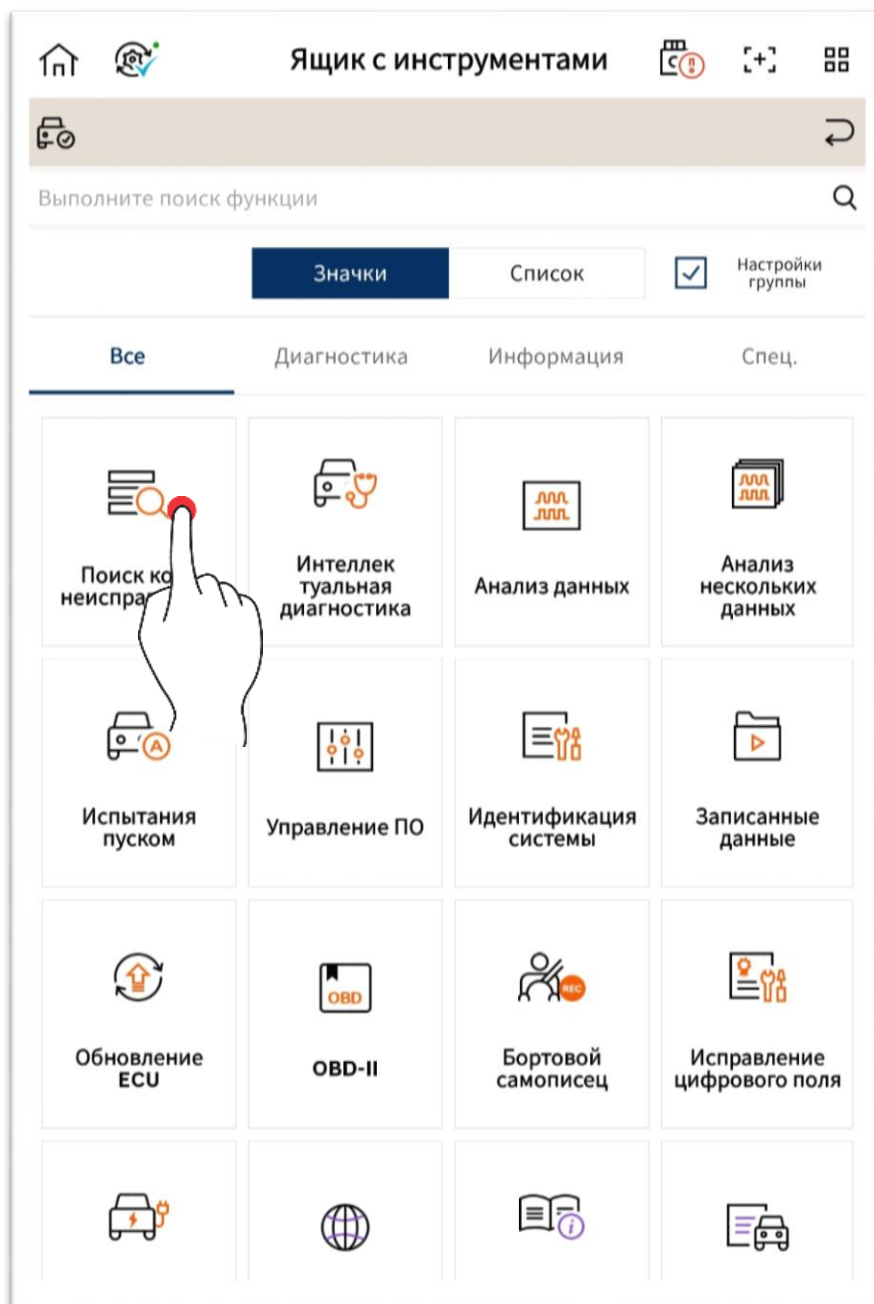 Ящик с инструментами
Выполните поиск функции
Значки
Список
Настройки
группы
Все
Диагностика
Информация
Спец.
Поиск
Интеллек
туальная
диагностика
Анализ данных
Анализ
нескольких
данных
Испытания
пуском
Управление ПО
Идентификация
системы
Записанные
данные
Обновление
ECU
OBD
OBD-II
REC
Бортовой
самописец
Исправление
цифрового поля